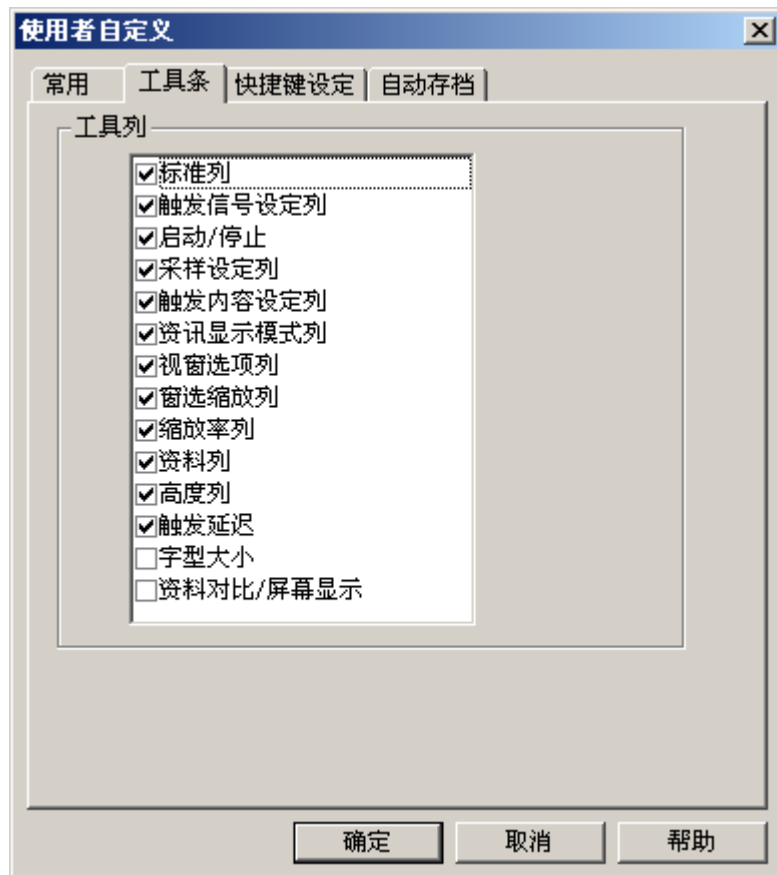 使用者自定义
常用 工具条 快捷键设定 自动存档
工具列
标准列
触发信号设定列
启动/停止
采样设定列
触发内容设定列
资讯显示模式列
视窗选项列
窗选缩放列
缩放率列
资料列
高度列
触发延迟
字型大小
资料对比/屏幕显示
确定 取消 帮助